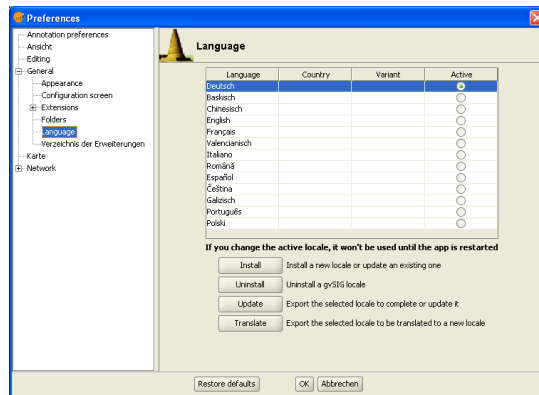 Preferences
Annotation preferences
Ansicht
Editing
General
Appearance
Configuration screen
Extensions
Folders
Language
Verzeichnis der Erweiterungen
Karte
Network
Language
Language Country Variant Active
Deutsch
Baskisch
Chinesisch
English
Français
Valencianisch
Italiano
Română
Español
Čeština
Galizisch
Português
Polski
If you change the active locale, it won't be used until the app is restarted
Install Install a new locale or update an existing one
Uninstall Uninstall a gvSIG locale
Update Export the selected locale to complete or update it
Translate Export the selected locale to be translated to a new locale
Restore defaults OK Abbrechen